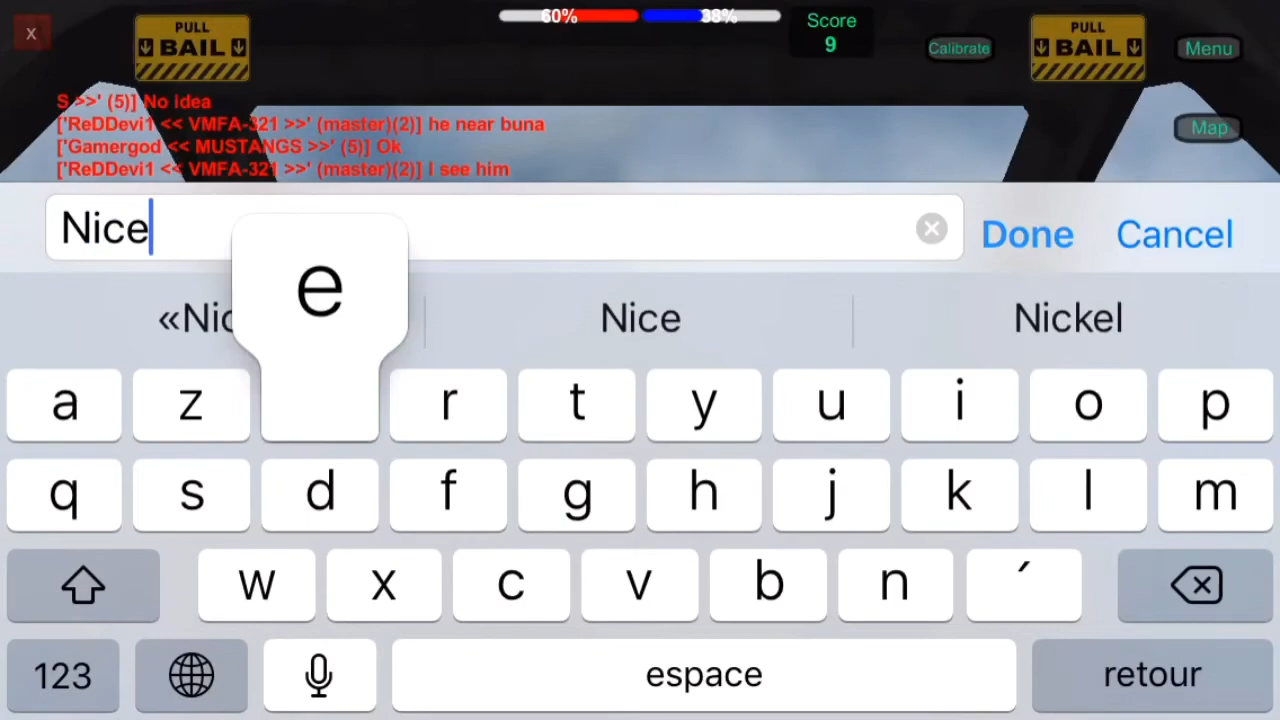 x
PULL
BAIL
60%
38%
Score
9
Calibrate
PULL
BAIL
Menu
Map
S >>' (5)] No idea
['ReDDevi1 << VMFA-321 >>' (master)(2)] he near buna
['Gamergod << MUSTANGS >>' (5)] Ok
['ReDDevi1 << VMFA-321 >>' (master)(2)] I see him
Nice
Done
Cancel
e
Nice
Nickel
a z r t y u i o p
q s d f g h j k l m
w x c v b n ´
123
espace
retour